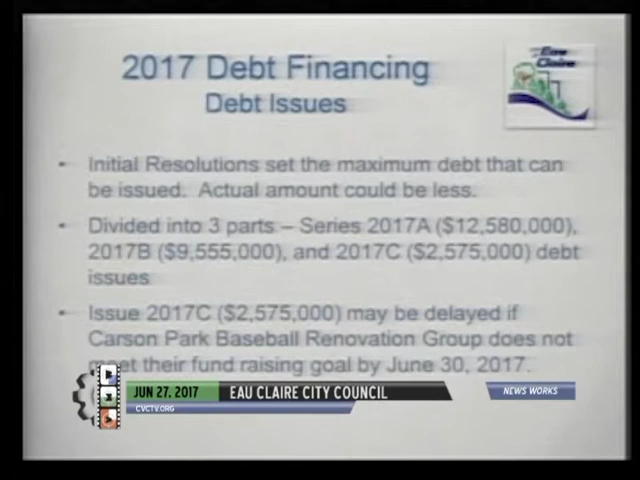 2017 Debt Financing
Debt Issues
Eau
Claire
• Initial Resolutions set the maximum debt that can
be issued. Actual amount could be less.
• Divided into 3 parts – Series 2017A ($12,580,000),
2017B ($9,555,000), and 2017C ($2,575,000) debt
issues
• Issue 2017C ($2,575,000) may be delayed if
Carson Park Baseball Renovation Group does not
meet their fund raising goal by June 30, 2017.
JUN 27, 2017 EAU CLAIRE CITY COUNCIL
NEWS WORKS
CVCTV.ORG